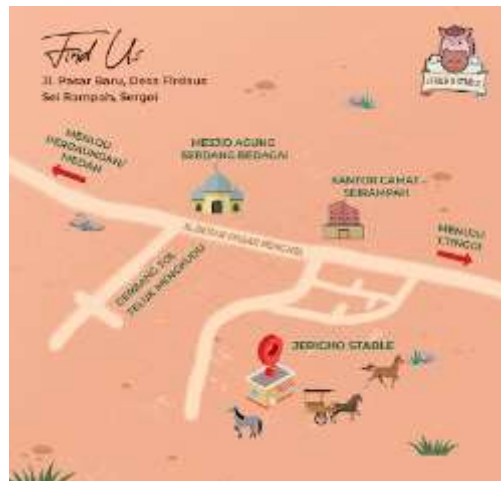 Find Us
Jl. Pasar Baru, Desa Firdaus
Sei Rampah, Sergei
MENUJU
PERBAUNGAN/
MEDAN
MESJID AGUNG
SERDANG BEDAGAI
KANTOR CAMAT -
SEIRAMPAH
MENUJU
T.TINGGI
GERBANG TOL
TELUK MENGKUDU
JERICHO STABLE